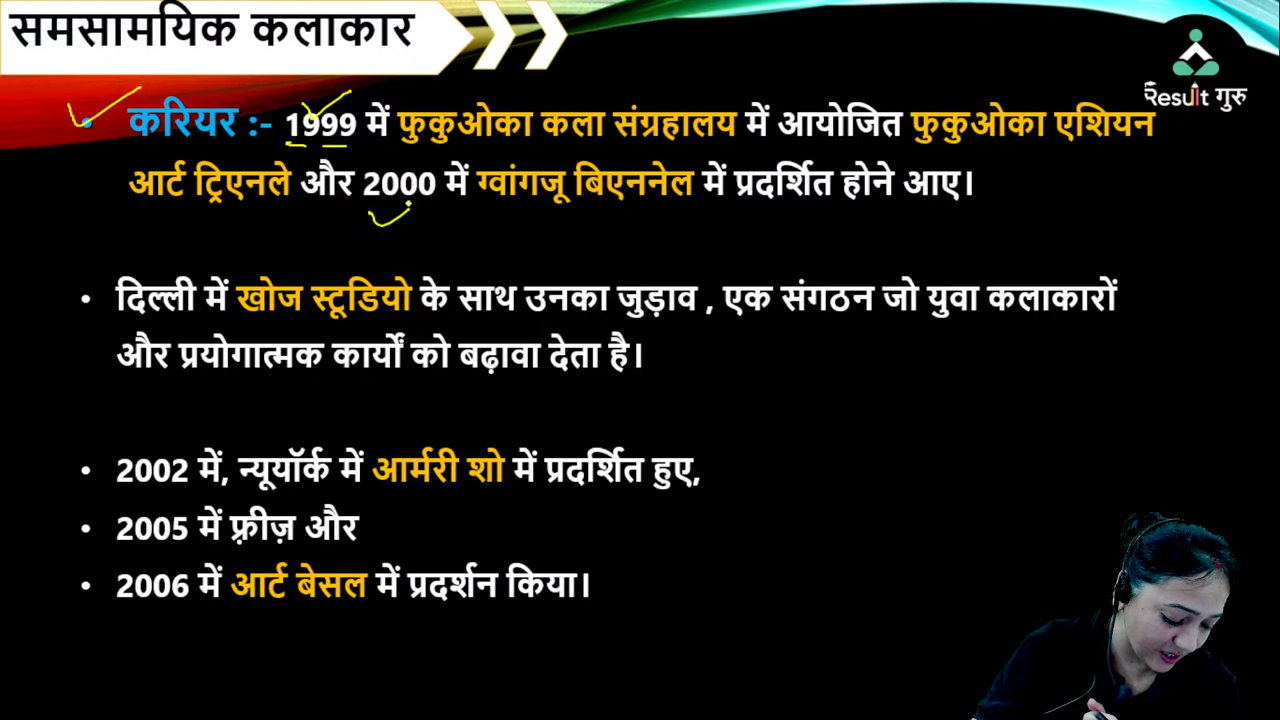 समसामयिक कलाकार
Result गुरु
• करियर :- 1999 में फुकुओका कला संग्रहालय में आयोजित फुकुओका एशियन
आर्ट ट्रिएनले और 2000 में ग्वांगजू बिएननेल में प्रदर्शित होने आए।
• दिल्ली में खोज स्टूडियो के साथ उनका जुड़ाव , एक संगठन जो युवा कलाकारों
और प्रयोगात्मक कार्यों को बढ़ावा देता है।
• 2002 में, न्यूयॉर्क में आर्मरी शो में प्रदर्शित हुए,
• 2005 में फ़्रीज़ और
• 2006 में आर्ट बेसल में प्रदर्शन किया।